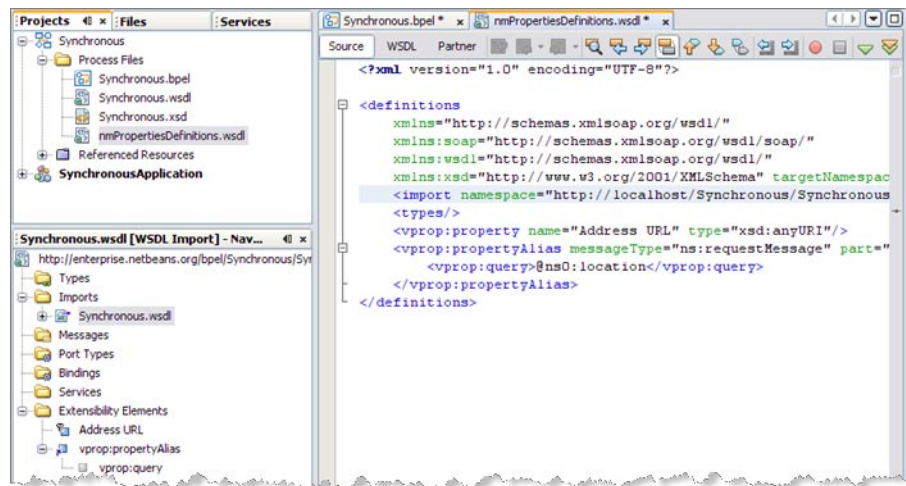 Projects
Files
Services
Synchronous
Process Files
Synchronous.bpel
Synchronous.wsdl
Synchronous.xsd
nmPropertiesDefinitions.wsdl
Referenced Resources
SynchronousApplication
Synchronous.wsdl [WSDL Import] - Nav...
http://enterprise.netbeans.org/bpel/Synchronous/Syr
Types
Imports
Synchronous.wsdl
Messages
Port Types
Bindings
Services
Extensibility Elements
Address URL
vprop:propertyAlias
vprop:query
Synchronous.bpel *
nmPropertiesDefinitions.wsdl *
Source WSDL Partner
<?xml version="1.0" encoding="UTF-8"?>
<definitions
xmlns="http://schemas.xmlsoap.org/wsdl/"
xmlns:soap="http://schemas.xmlsoap.org/wsdl/soap/"
xmlns:wsdl="http://schemas.xmlsoap.org/wsdl/"
xmlns:xsd="http://www.w3.org/2001/XMLSchema" targetNamespac
<import namespace="http://localhost/Synchronous/Synchronous
<types/>
<vprop:property name="Address URL" type="xsd:anyURI"/>
<vprop:propertyAlias messageType="ns:requestMessage" part="
<vprop:query>@ns0:location</vprop:query>
</vprop:propertyAlias>
</definitions>